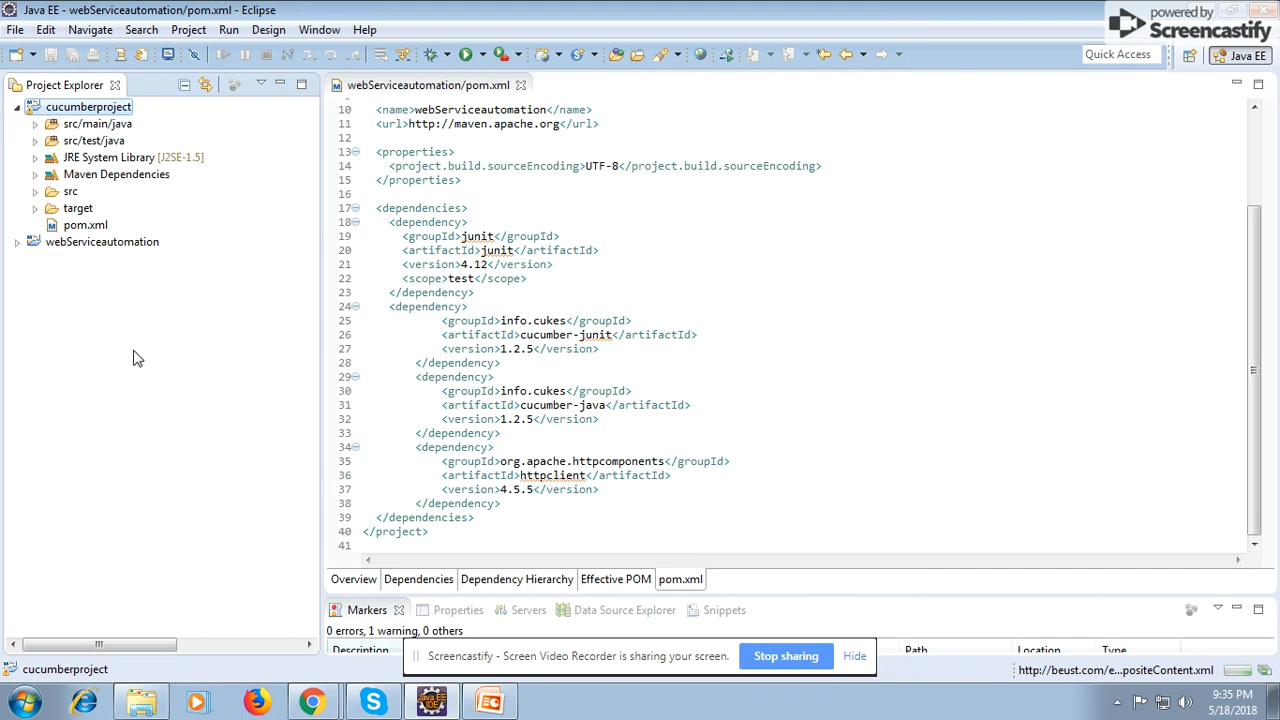 Java EE - webServiceautomation/pom.xml - Eclipse
powered by
Screencastify
File Edit Navigate Search Project Run Design Window Help
Quick Access
Java EE
Project Explorer
cucumberproject
src/main/java
src/test/java
JRE System Library [J2SE-1.5]
Maven Dependencies
src
target
pom.xml
webServiceautomation
webServiceautomation/pom.xml
10 <name>webServiceautomation</name>
11 <url>http://maven.apache.org</url>
12
13 <properties>
14 <project.build.sourceEncoding>UTF-8</project.build.sourceEncoding>
15 </properties>
16
17 <dependencies>
18 <dependency>
19 <groupId>junit</groupId>
20 <artifactId>junit</artifactId>
21 <version>4.12</version>
22 <scope>test</scope>
23 </dependency>
24 <dependency>
25 <groupId>info.cukes</groupId>
26 <artifactId>cucumber-junit</artifactId>
27 <version>1.2.5</version>
28 </dependency>
29 <dependency>
30 <groupId>info.cukes</groupId>
31 <artifactId>cucumber-java</artifactId>
32 <version>1.2.5</version>
33 </dependency>
34 <dependency>
35 <groupId>org.apache.httpcomponents</groupId>
36 <artifactId>httpclient</artifactId>
37 <version>4.5.5</version>
38 </dependency>
39 </dependencies>
40 </project>
41
Overview Dependencies Dependency Hierarchy Effective POM pom.xml
Markers Properties Servers Data Source Explorer Snippets
0 errors, 1 warning, 0 others
Description Path Location Type
Screencastify - Screen Video Recorder is sharing your screen. Stop sharing Hide
cucumberproject
http://beust.com/e...positeContent.xml
9:35 PM
5/18/2018